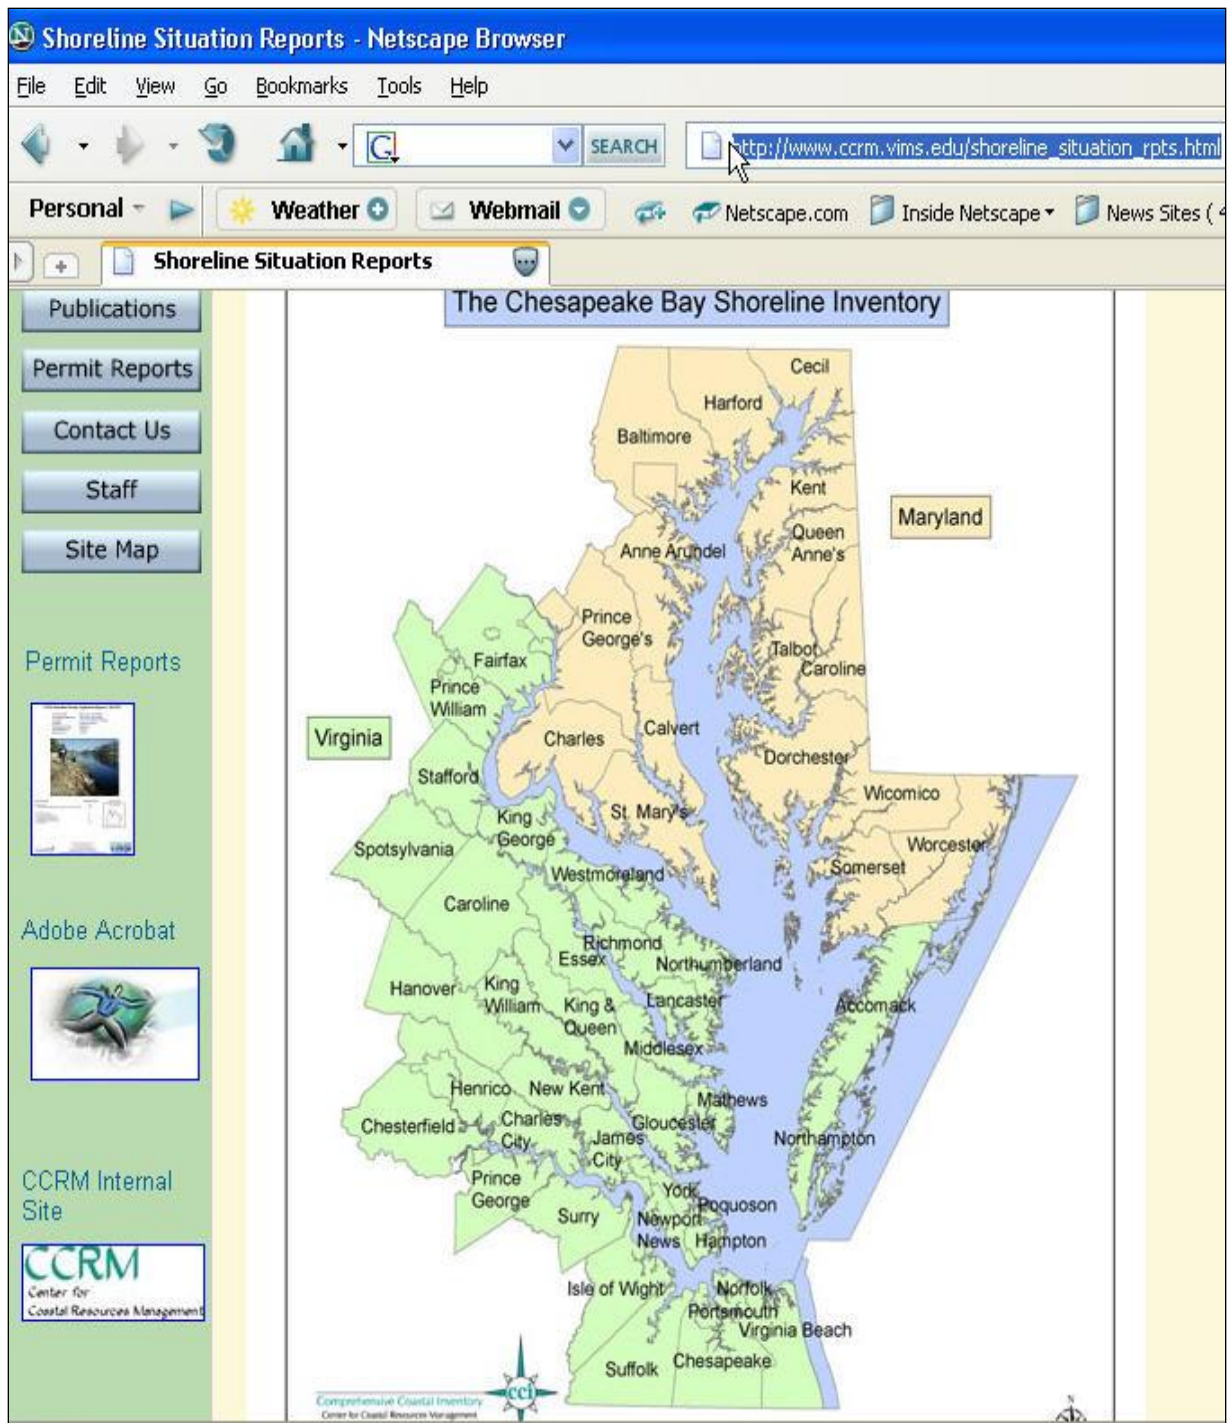 Shoreline Situation Reports - Netscape Browser
File Edit View Go Bookmarks Tools Help
SEARCH
http://www.ccrm.vims.edu/shoreline_situation_rpts.html
Personal
Weather
Webmail
Netscape.com
Inside Netscape
News Sites ( 4
Shoreline Situation Reports
Publications
Permit Reports
Contact Us
Staff
Site Map
Permit Reports
Adobe Acrobat
CCRM Internal
Site
CCRM
Center for
Coastal Resources Management
The Chesapeake Bay Shoreline Inventory
Cecil
Harford
Baltimore
Kent
Maryland
Queen
Anne's
Anne Arundel
Prince
George's
Talbot
Caroline
Fairfax
Prince
William
Virginia
Charles
Calvert
Dorchester
Stafford
Wicomico
St. Mary's
King
George
Worcester
Spotsylvania
Somerset
Westmoreland
Caroline
Richmond
Essex
Northumberland
Hanover
King
William
King &
Queen
Lancaster
Accomack
Middlesex
Henrico
New Kent
Mathews
Chesterfield
Charles
City
James
City
Gloucester
Northampton
Prince
George
York
Poquoson
Surry
Newport
News
Hampton
Isle of Wight
Norfolk
Portsmouth
Virginia Beach
Suffolk
Chesapeake
cci
Comprehensive Coastal Inventory
Center for Coastal Resources Management
N